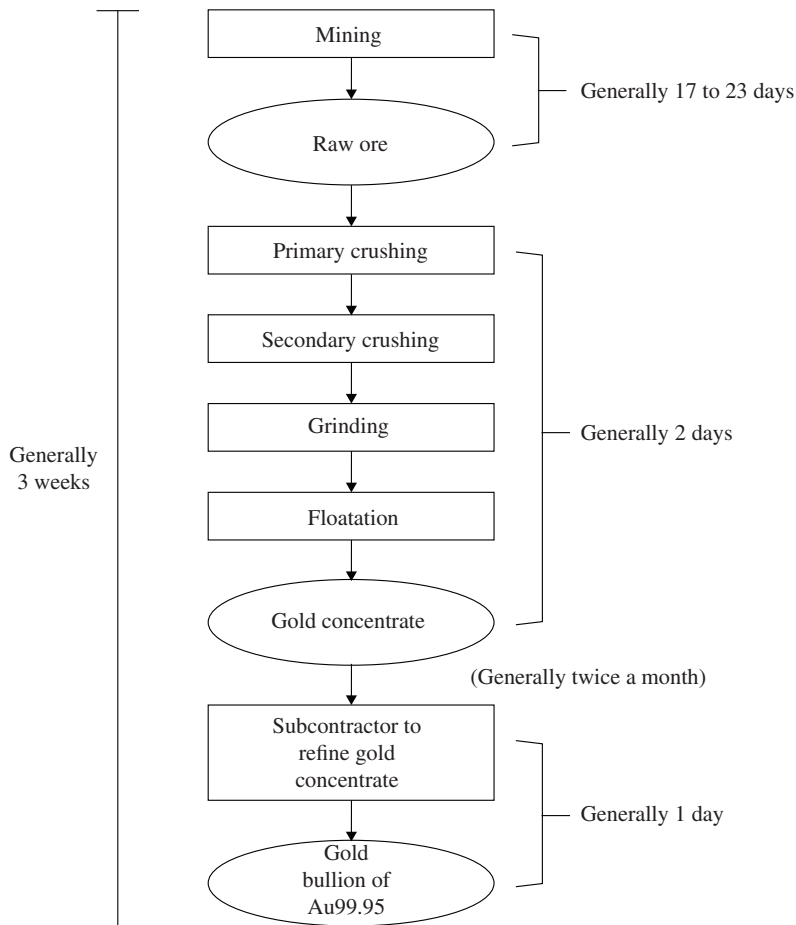 Mining
Generally 17 to 23 days
Raw ore
Primary crushing
Secondary crushing
Grinding
Generally 2 days
Generally
3 weeks
Floatation
Gold concentrate
(Generally twice a month)
Subcontractor to
refine gold
concentrate
Generally 1 day
Gold
bullion of
Au99.95